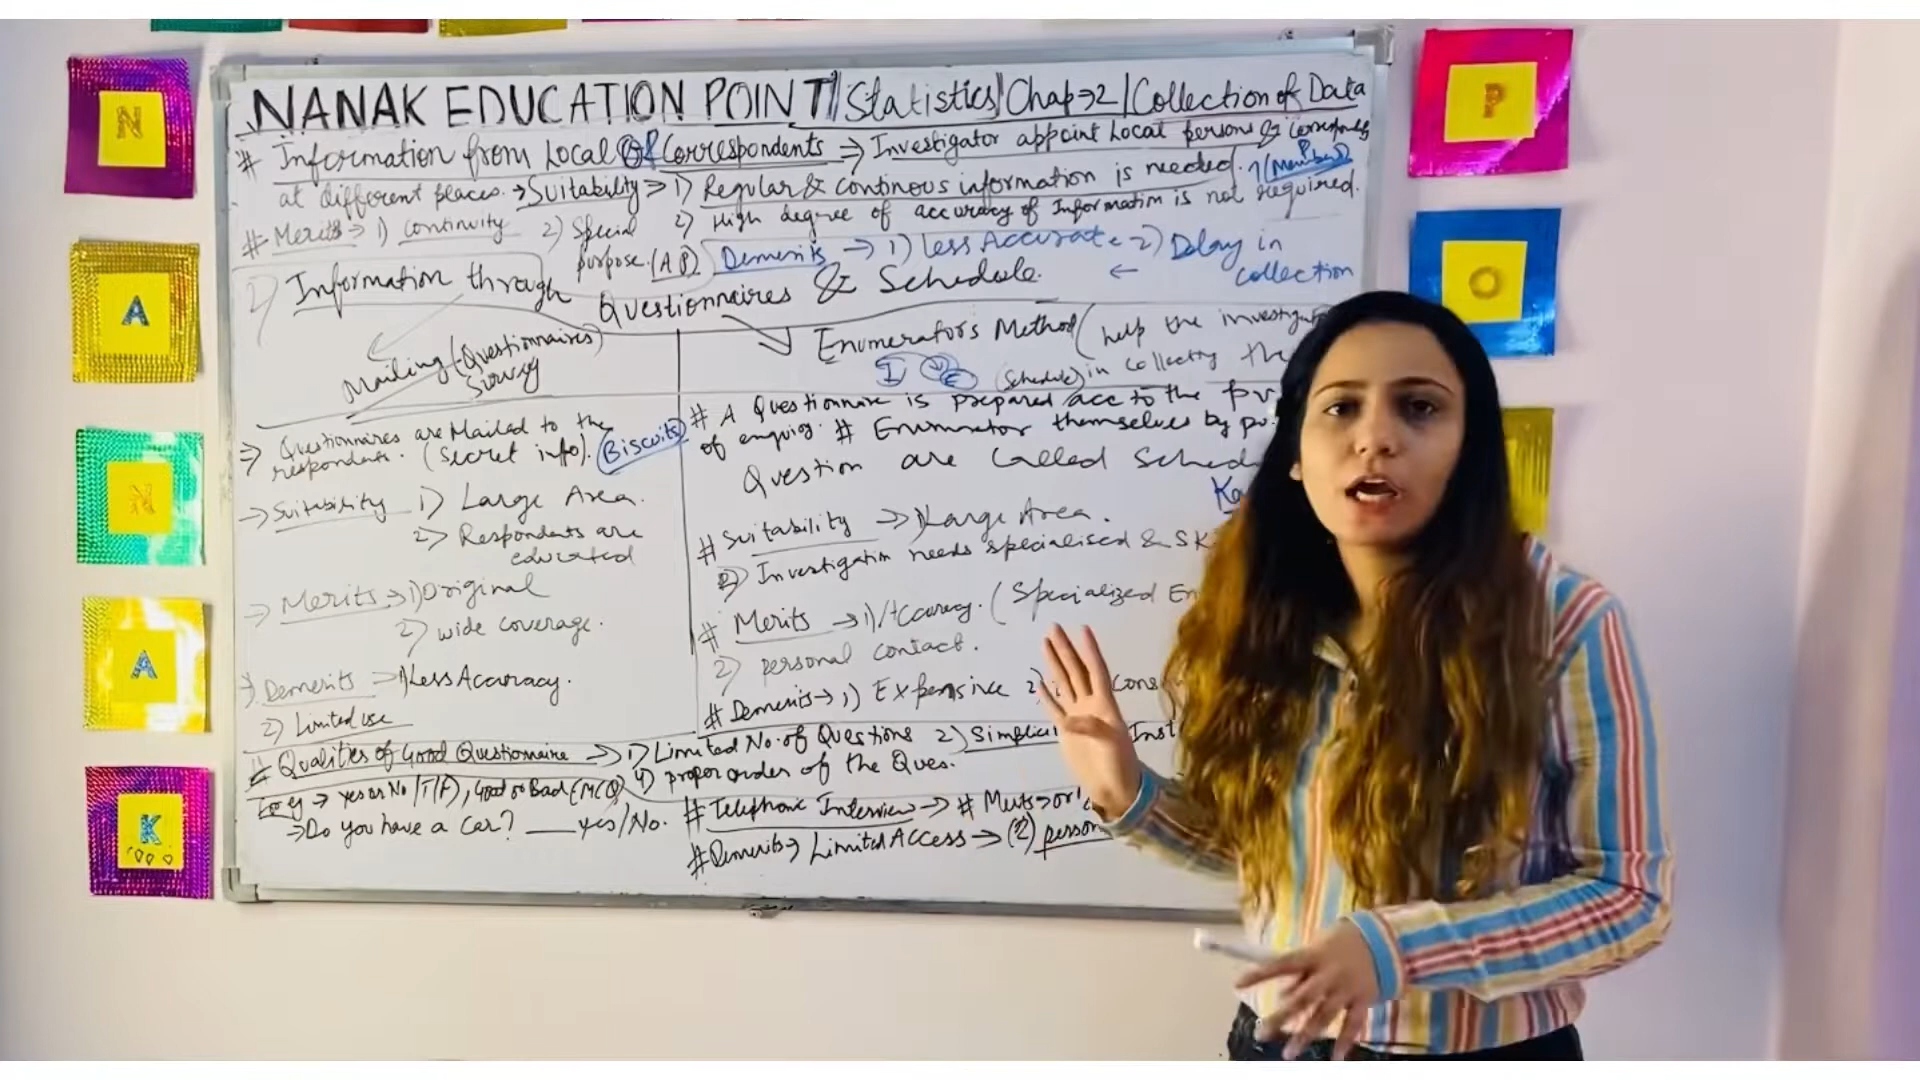 NANAK EDUCATION POINT || Statistics | Chap→2 | Collection of Data
# Information from Local Or Correspondents ⇒ Investigator appoint Local persons &
at different places. → Suitability ⇒ 1) Regular & continous information is needed.
2) High degree of accuracy of Information is not required.
# Merits ⇒ 1) continuity 2) Special purpose. (A P)
Demerits → 1) less Accurate 2) Delay in collection
2) Information through Questionnaires & Schedule. ←
Mailing (Questionnaires) Survey
⇒ Questionnaires are Mailed to the respondents. (secret info). Biscuits
→ Suitability 1) Large Area.
2) Respondents are educated
→ Merits → 1) Original
2) wide coverage.
→ Demerits → 1) Less Accuracy.
2) Limited use
Enumerator's Method (help the
I E (Schedule) in collecting the
# A Questionnaire is prepared acc to the
of enquiry. # Enumerator themselves by
Question are called
# Suitability → 1) Large Area.
2) Investigation needs specialised &
# Merits → 1) Accuracy. (Specialized
2) personal contact.
# Demerits → 1) Expensive 2)
# Qualities of Good Questionnaire → 1) Limited No. of Questions 2)
4) proper order of the Ques.
Eg → yes or No / T/F), Good or Bad (MCQ)
→ Do you have a Car? ___ yes/No.
# Telephonic Interview → # Merits →
# Demerits → Limited Access → (2)
N
A
N
A
K
P
O